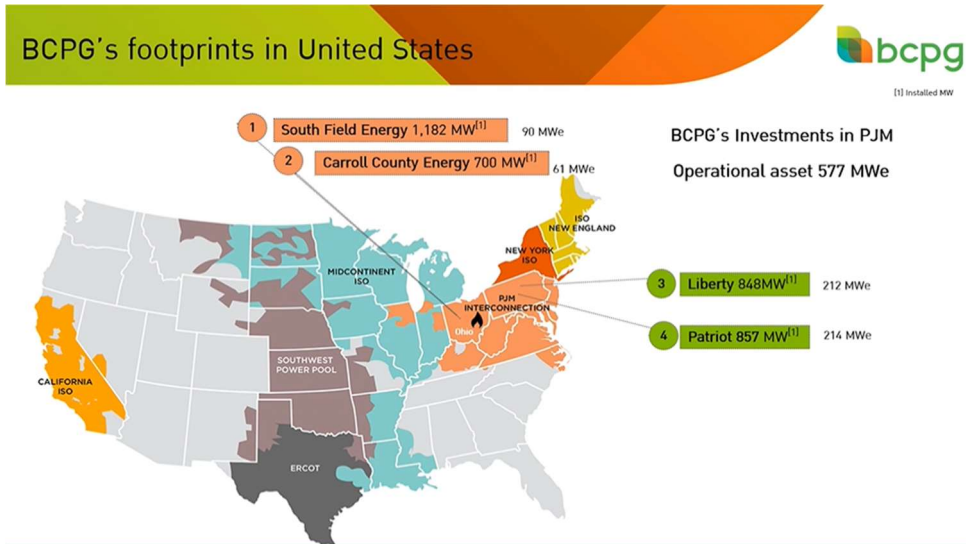 BCPG's footprints in United States
bcpg
[1] Installed MW
1
South Field Energy 1,182 MW[1]
90 MWe
2
Carroll County Energy 700 MW[1]
61 MWe
BCPG's Investments in PJM
Operational asset 577 MWe
ISO
NEW ENGLAND
NEW YORK
ISO
MIDCONTINENT
ISO
PJM
INTERCONNECTION
Ohio
3
Liberty 848MW[1]
212 MWe
4
Patriot 857 MW[1]
214 MWe
SOUTHWEST
POWER POOL
CALIFORNIA
ISO
ERCOT